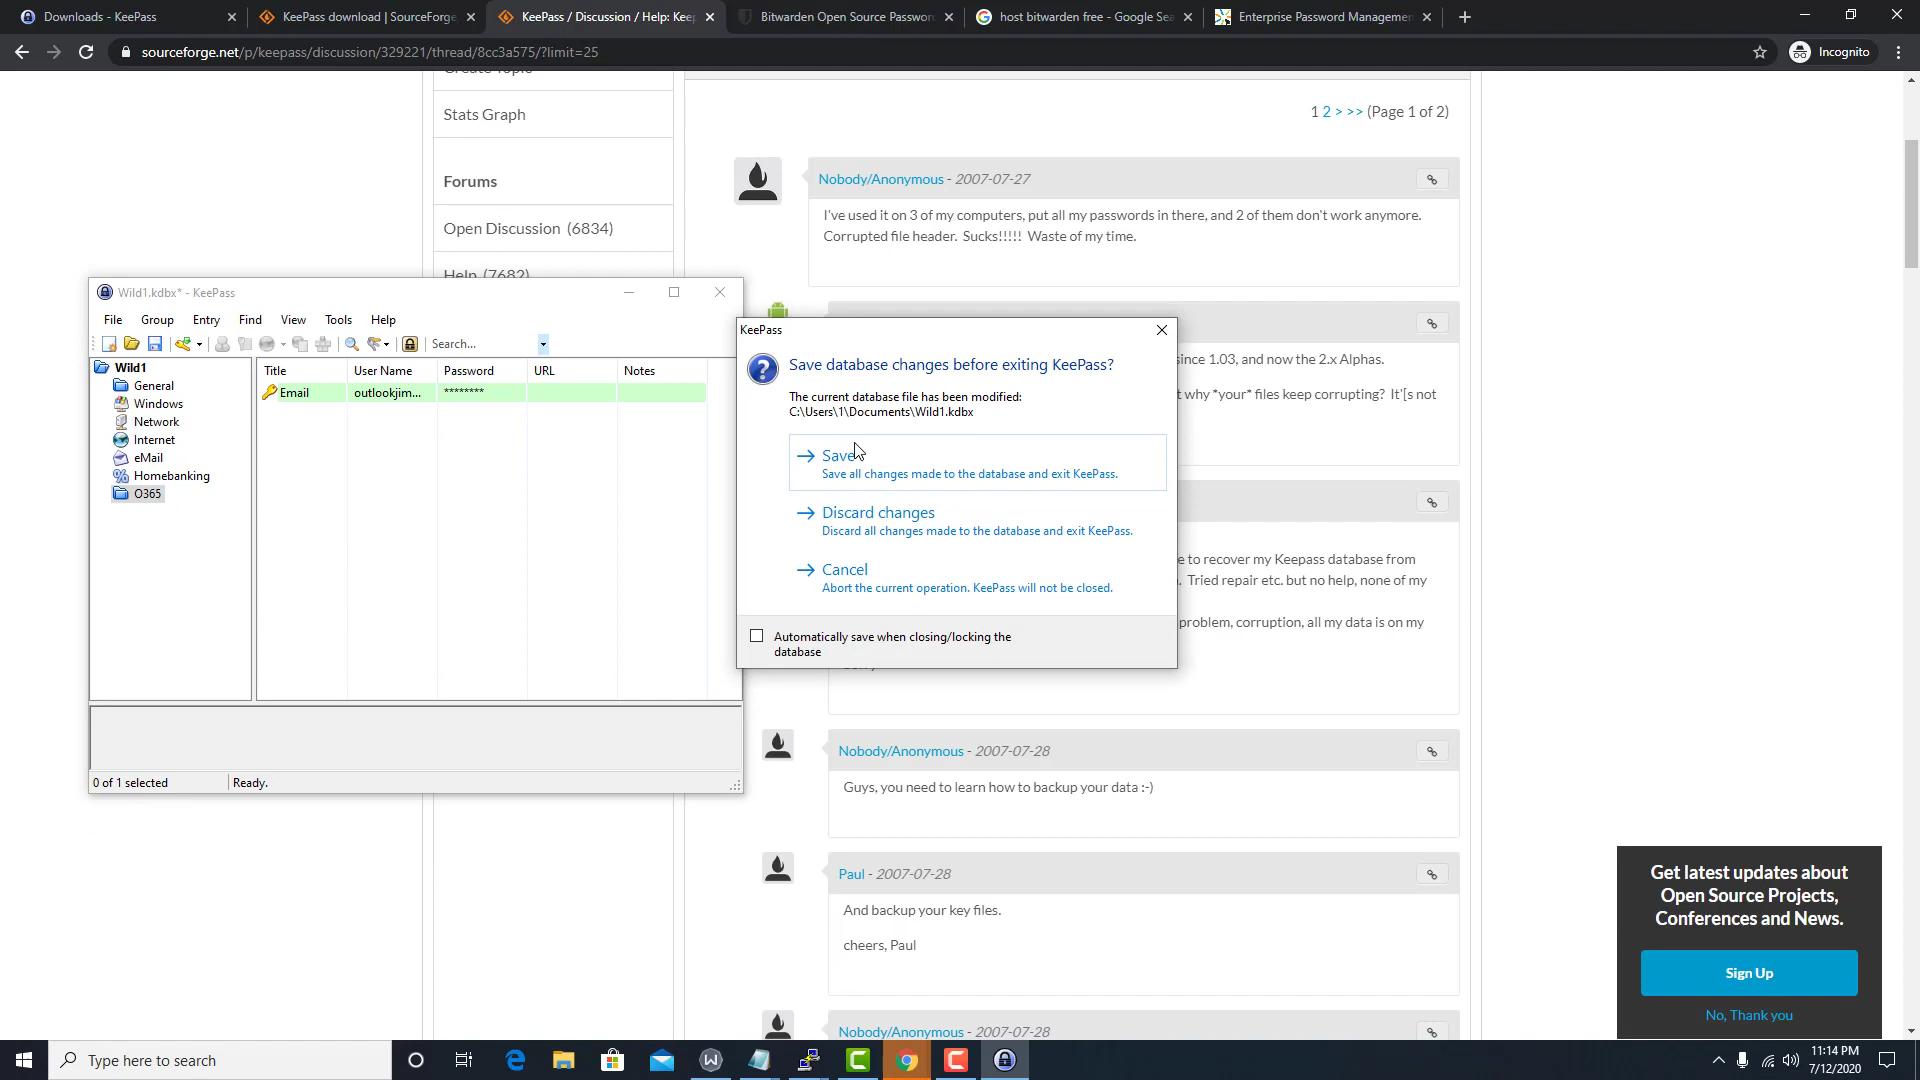 Downloads - KeePass
KeePass download | SourceForge.
KeePass / Discussion / Help: Keep
Bitwarden Open Source Password
host bitwarden free - Google Sea
Enterprise Password Management
sourceforge.net/p/keepass/discussion/329221/thread/8cc3a575/?limit=25
Incognito
Create Topic
Stats Graph
Forums
Open Discussion (6834)
Help (7682)
1 2 > >> (Page 1 of 2)
Nobody/Anonymous - 2007-07-27
I've used it on 3 of my computers, put all my passwords in there, and 2 of them don't work anymore.
Corrupted file header. Sucks!!!!! Waste of my time.
since 1.03, and now the 2.x Alphas.
why *your* files keep corrupting? It'[s not
e to recover my Keepass database from
Tried repair etc. but no help, none of my
problem, corruption, all my data is on my
Nobody/Anonymous - 2007-07-28
Guys, you need to learn how to backup your data :-)
Paul - 2007-07-28
And backup your key files.
cheers, Paul
Nobody/Anonymous - 2007-07-28
Wild1.kdbx* - KeePass
File Group Entry Find View Tools Help
Search...
Wild1
General
Windows
Network
Internet
eMail
Homebanking
O365
Title User Name Password URL Notes
Email outlookjim... ********
0 of 1 selected Ready.
KeePass
Save database changes before exiting KeePass?
The current database file has been modified:
C:\Users\1\Documents\Wild1.kdbx
Save
Save all changes made to the database and exit KeePass.
Discard changes
Discard all changes made to the database and exit KeePass.
Cancel
Abort the current operation. KeePass will not be closed.
Automatically save when closing/locking the
database
Get latest updates about
Open Source Projects,
Conferences and News.
Sign Up
No, Thank you
Type here to search
11:14 PM
7/12/2020